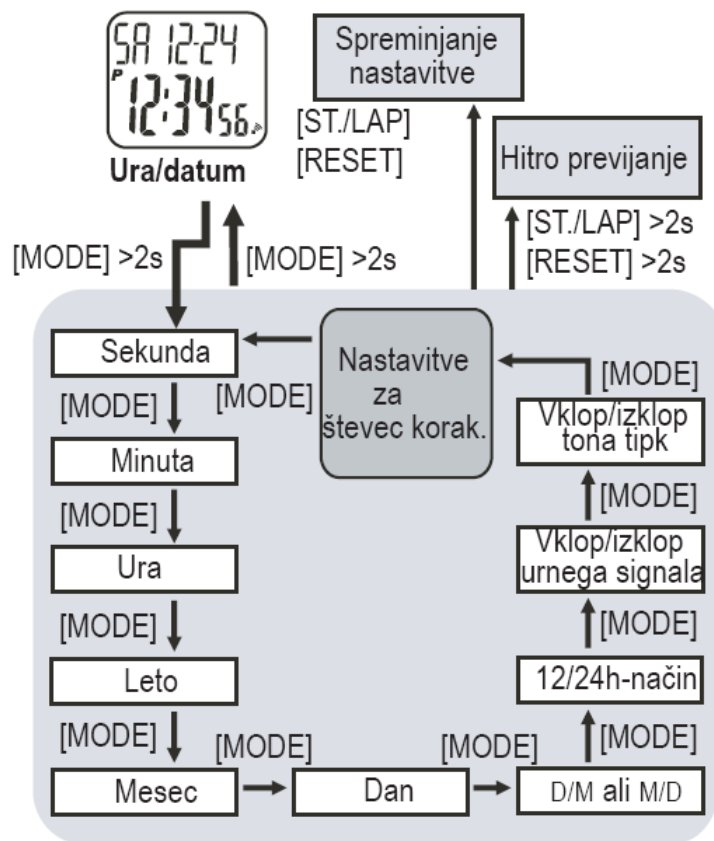 SA 12-24
P
12:34 56
Ura/datum
Spreminjanje
nastavitve
[ST./LAP]
[RESET]
Hitro previjanje
[ST./LAP] >2s
[RESET] >2s
[MODE] >2s
[MODE] >2s
Sekunda
[MODE]
Minuta
[MODE]
Ura
[MODE]
Leto
[MODE]
Mesec
[MODE]
Dan
[MODE]
D/M ali M/D
[MODE]
12/24h-način
[MODE]
Vklop/izklop
urnega signala
[MODE]
Vklop/izklop
tona tipk
[MODE]
Nastavitve
za
števec korak.
[MODE]